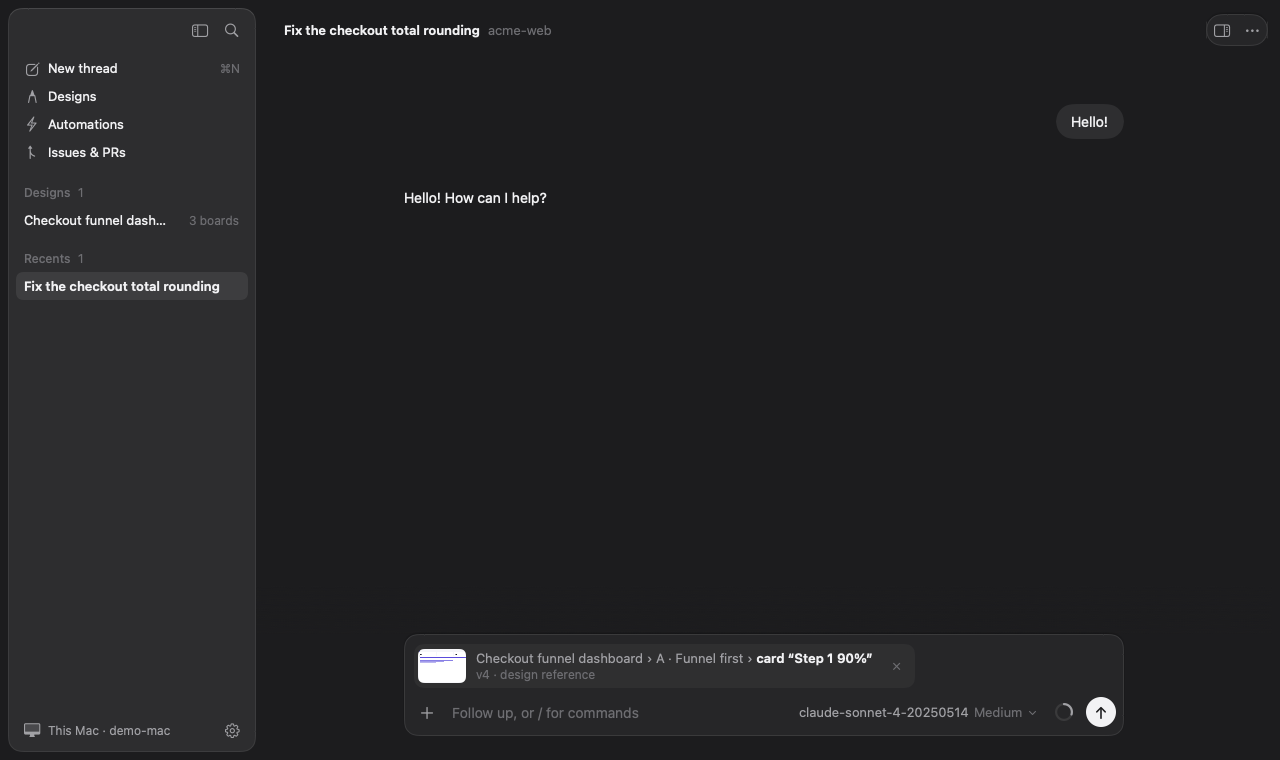 Fix the checkout total rounding acme-web
New thread ⌘N
Designs
Automations
Issues & PRs
Designs 1
Checkout funnel dash... 3 boards
Recents 1
Fix the checkout total rounding
This Mac · demo-mac
Hello!
Hello! How can I help?
Checkout funnel dashboard › A · Funnel first › card “Step 1 90%”
v4 · design reference
Follow up, or / for commands claude-sonnet-4-20250514 Medium